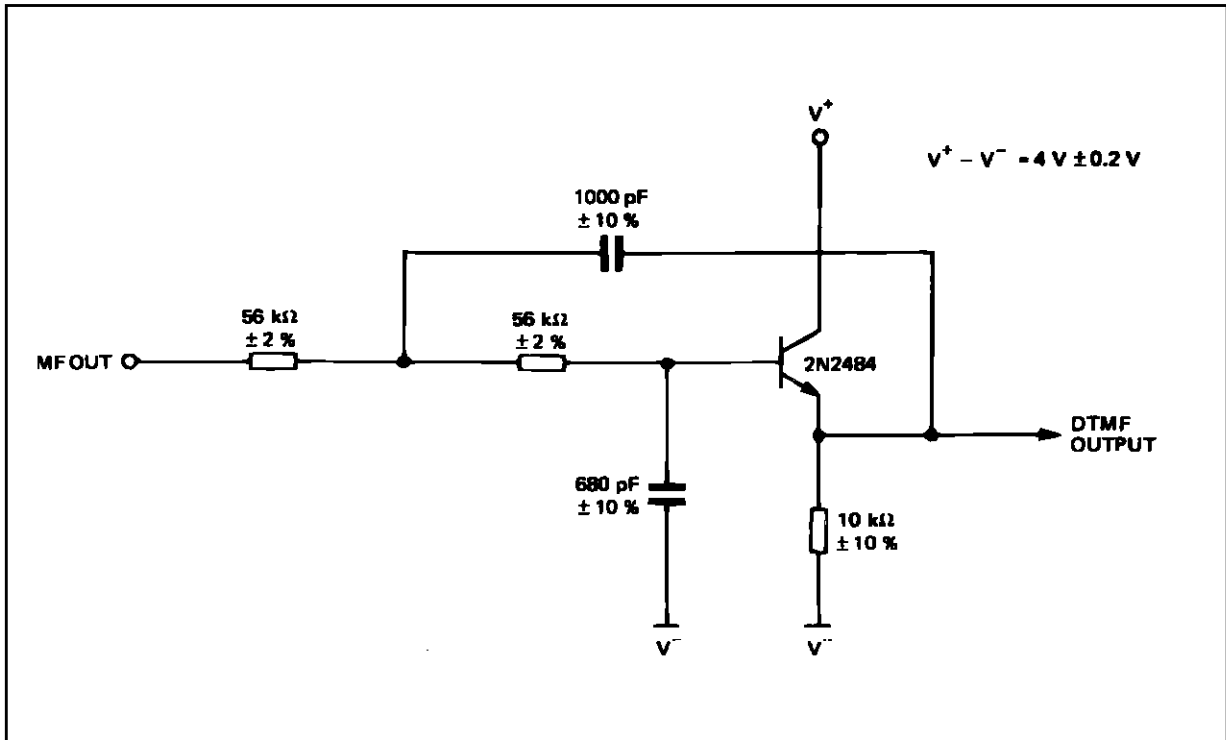 V+
V+ – V– = 4 V ± 0.2 V
1000 pF
± 10 %
56 kΩ
± 2 %
56 kΩ
± 2 %
MF OUT
2N2484
DTMF
OUTPUT
680 pF
± 10 %
10 kΩ
± 10 %
V–
V–